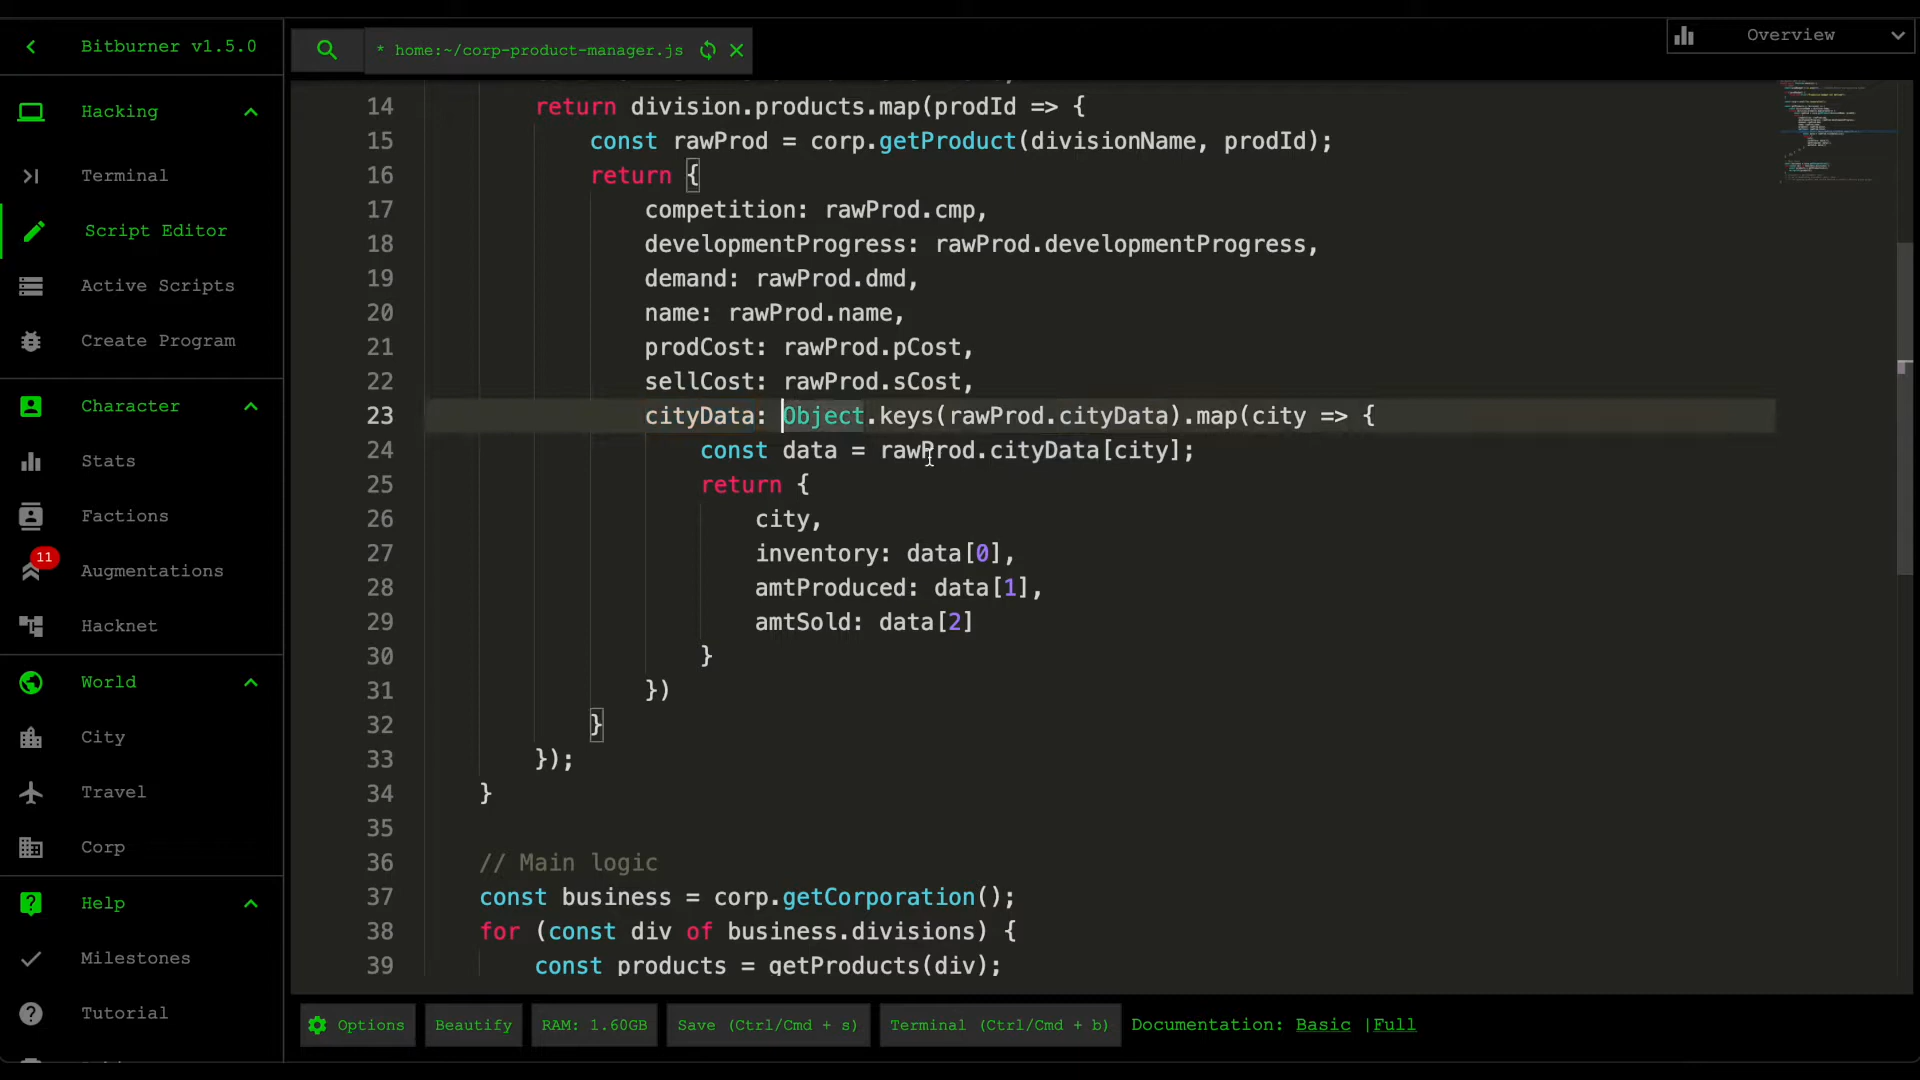 Bitburner v1.5.0
Hacking
Terminal
Script Editor
Active Scripts
Create Program
Character
Stats
Factions
11
Augmentations
Hacknet
World
City
Travel
Corp
Help
Milestones
Tutorial
* home:~/corp-product-manager.js
Overview
14 return division.products.map(prodId => {
15 const rawProd = corp.getProduct(divisionName, prodId);
16 return {
17 competition: rawProd.cmp,
18 developmentProgress: rawProd.developmentProgress,
19 demand: rawProd.dmd,
20 name: rawProd.name,
21 prodCost: rawProd.pCost,
22 sellCost: rawProd.sCost,
23 cityData: Object.keys(rawProd.cityData).map(city => {
24 const data = rawProd.cityData[city];
25 return {
26 city,
27 inventory: data[0],
28 amtProduced: data[1],
29 amtSold: data[2]
30 }
31 })
32 }
33 });
34 }
35
36 // Main logic
37 const business = corp.getCorporation();
38 for (const div of business.divisions) {
39 const products = getProducts(div);
Options
Beautify
RAM: 1.60GB
Save (Ctrl/Cmd + s)
Terminal (Ctrl/Cmd + b)
Documentation: Basic |Full